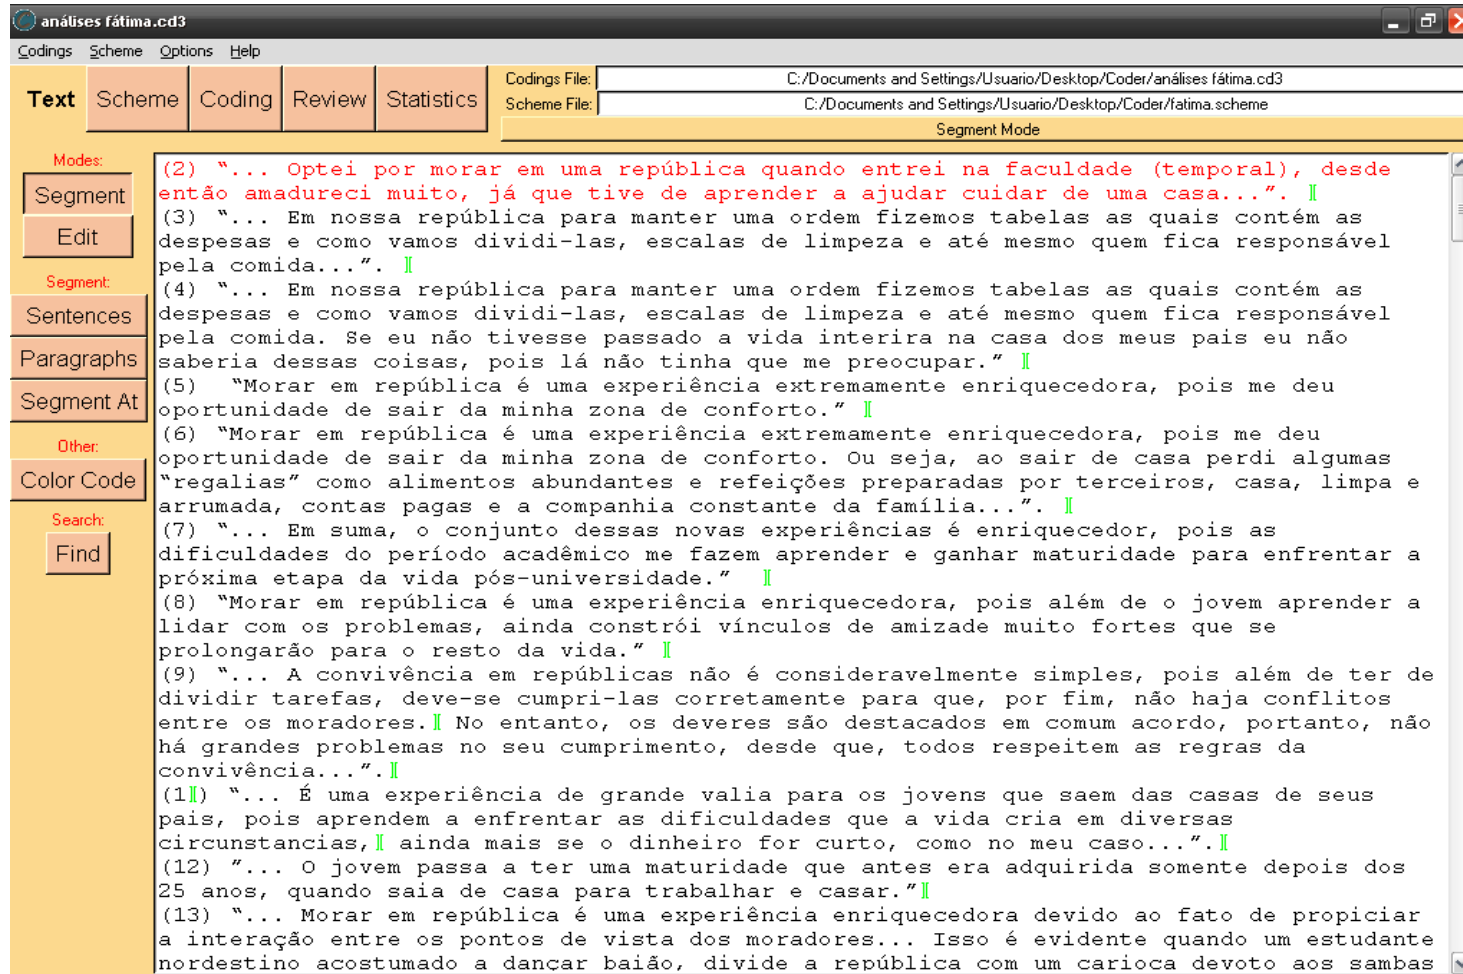 análises fátima.cd3
Codings Scheme Options Help
Text Scheme Coding Review Statistics
Codings File: C:/Documents and Settings/Usuario/Desktop/Coder/análises fátima.cd3
Scheme File: C:/Documents and Settings/Usuario/Desktop/Coder/fatima.scheme
Segment Mode
Modes:
Segment
Edit
Segment:
Sentences
Paragraphs
Segment At
Other:
Color Code
Search:
Find
(2) "... Optei por morar em uma república quando entrei na faculdade (temporal), desde
então amadureci muito, já que tive de aprender a ajudar cuidar de uma casa...". ][
(3) "... Em nossa república para manter uma ordem fizemos tabelas as quais contém as
despesas e como vamos dividi-las, escalas de limpeza e até mesmo quem fica responsável
pela comida...". ][
(4) "... Em nossa república para manter uma ordem fizemos tabelas as quais contém as
despesas e como vamos dividi-las, escalas de limpeza e até mesmo quem fica responsável
pela comida. Se eu não tivesse passado a vida interira na casa dos meus pais eu não
saberia dessas coisas, pois lá não tinha que me preocupar." ][
(5)  "Morar em república é uma experiência extremamente enriquecedora, pois me deu
oportunidade de sair da minha zona de conforto." ][
(6) "Morar em república é uma experiência extremamente enriquecedora, pois me deu
oportunidade de sair da minha zona de conforto. Ou seja, ao sair de casa perdi algumas
"regalias" como alimentos abundantes e refeições preparadas por terceiros, casa, limpa e
arrumada, contas pagas e a companhia constante da família...". ][
(7) "... Em suma, o conjunto dessas novas experiências é enriquecedor, pois as
dificuldades do período acadêmico me fazem aprender e ganhar maturidade para enfrentar a
próxima etapa da vida pós-universidade."  ][
(8) "Morar em república é uma experiência enriquecedora, pois além de o jovem aprender a
lidar com os problemas, ainda constrói vínculos de amizade muito fortes que se
prolongarão para o resto da vida." ][
(9) "... A convivência em repúblicas não é consideravelmente simples, pois além de ter de
dividir tarefas, deve-se cumpri-las corretamente para que, por fim, não haja conflitos
entre os moradores.][ No entanto, os deveres são destacados em comum acordo, portanto, não
há grandes problemas no seu cumprimento, desde que, todos respeitem as regras da
convivência...".][
(1][) "... É uma experiência de grande valia para os jovens que saem das casas de seus
pais, pois aprendem a enfrentar as dificuldades que a vida cria em diversas
circunstancias,][ ainda mais se o dinheiro for curto, como no meu caso...".][
(12) "... O jovem passa a ter uma maturidade que antes era adquirida somente depois dos
25 anos, quando saia de casa para trabalhar e casar."][
(13) "... Morar em república é uma experiência enriquecedora devido ao fato de propiciar
a interação entre os pontos de vista dos moradores... Isso é evidente quando um estudante
nordestino acostumado a dançar baião, divide a república com um carioca devoto aos sambas